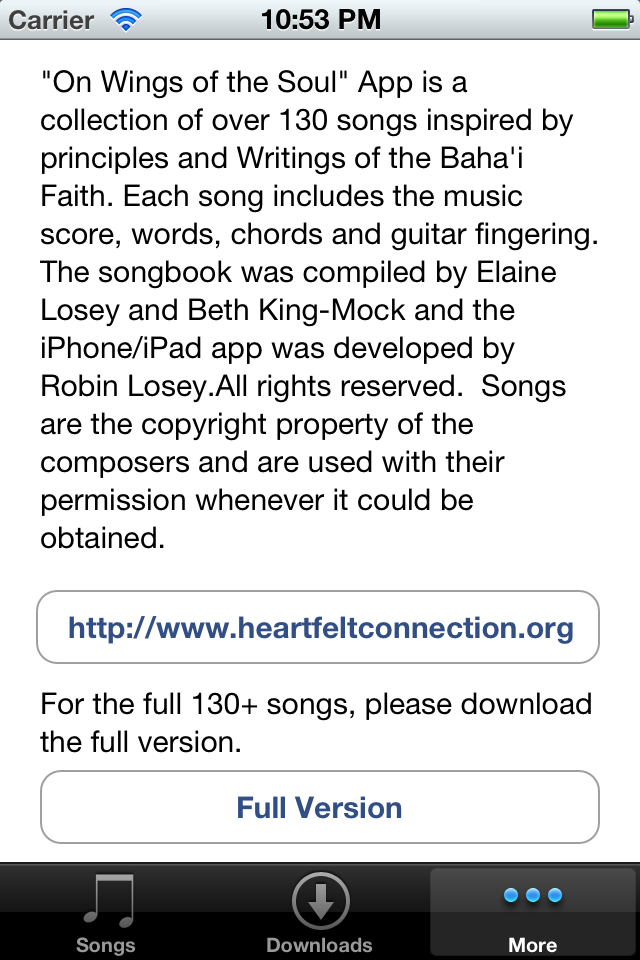 Carrier 10:53 PM
"On Wings of the Soul" App is a
collection of over 130 songs inspired by
principles and Writings of the Baha'i
Faith. Each song includes the music
score, words, chords and guitar fingering.
The songbook was compiled by Elaine
Losey and Beth King-Mock and the
iPhone/iPad app was developed by
Robin Losey.All rights reserved.  Songs
are the copyright property of the
composers and are used with their
permission whenever it could be
obtained.
http://www.heartfeltconnection.org
For the full 130+ songs, please download
the full version.
Full Version
Songs Downloads More